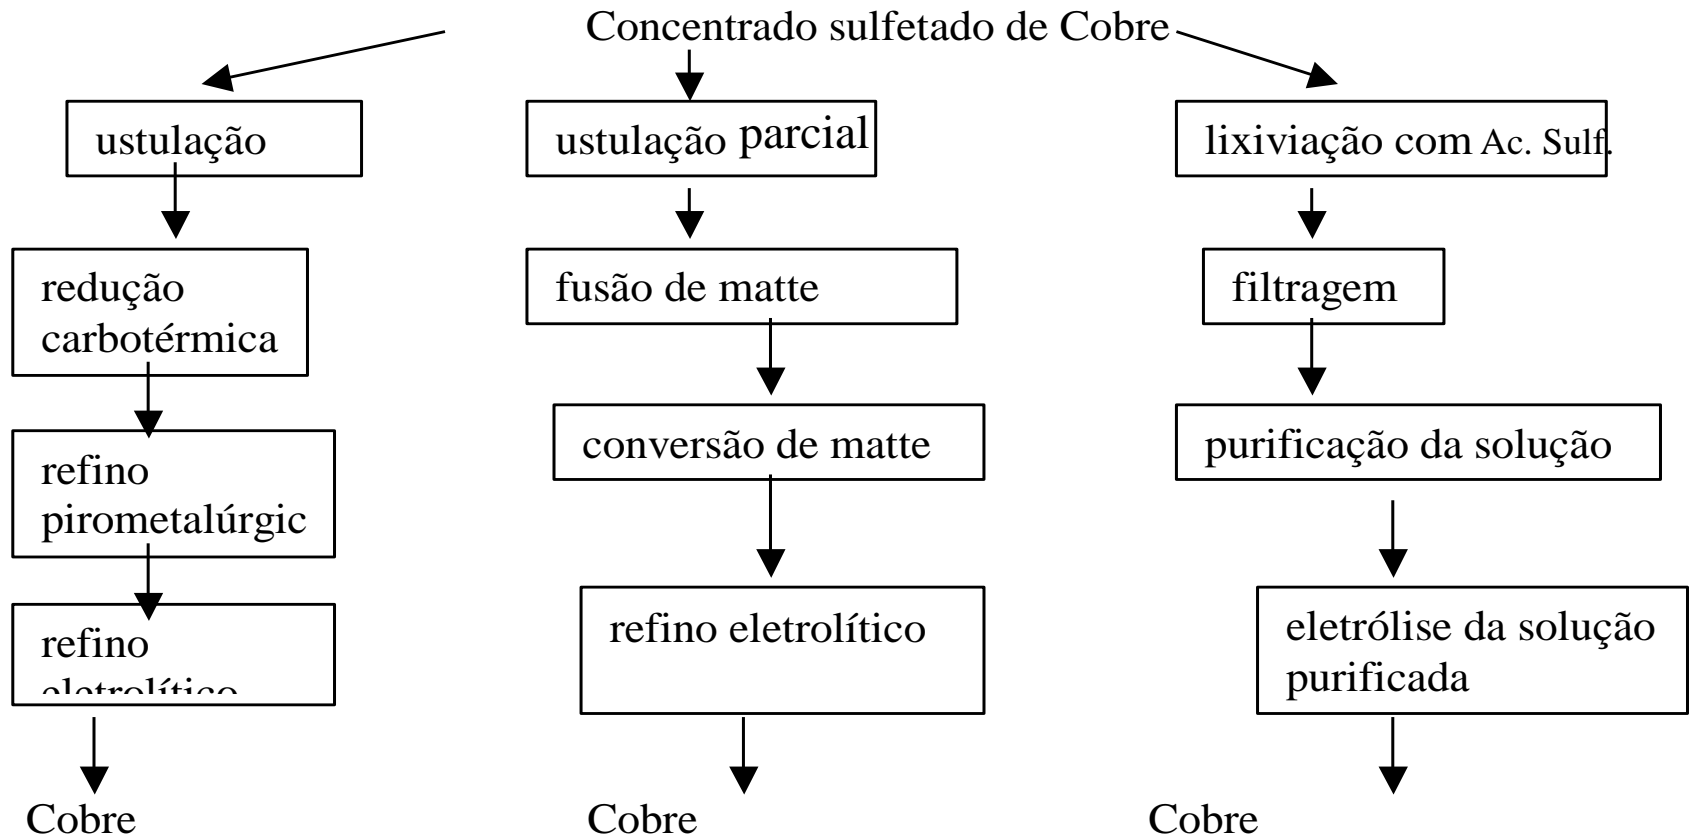 Concentrado sulfetado de Cobre
ustulação
redução
carbotérmica
refino
pirometalúrgic
refino
eletrolítico
Cobre
ustulação parcial
fusão de matte
conversão de matte
refino eletrolítico
Cobre
lixiviação com Ac. Sulf.
filtragem
purificação da solução
eletrólise da solução
purificada
Cobre